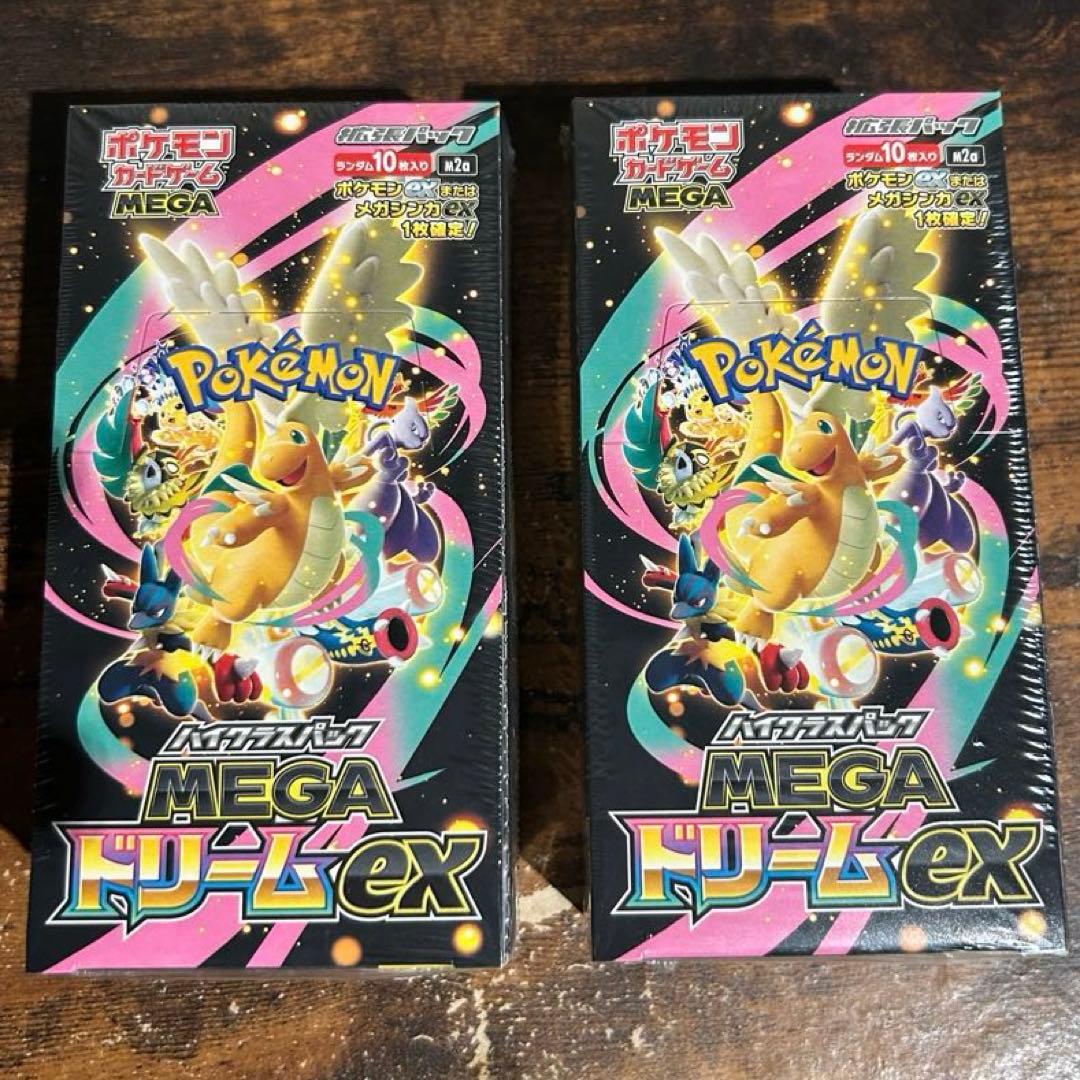 ポケモン
カードゲーム
MEGA
拡張パック
ランダム10枚入り M2a
ポケモンexまたは
メガシンカex
1枚確定!
POKéMON
ハイクラスパック
MEGA
ドリームex
ポケモン
カードゲーム
MEGA
拡張パック
ランダム10枚入り M2a
ポケモンexまたは
メガシンカex
1枚確定!
POKéMON
ハイクラスパック
MEGA
ドリームex